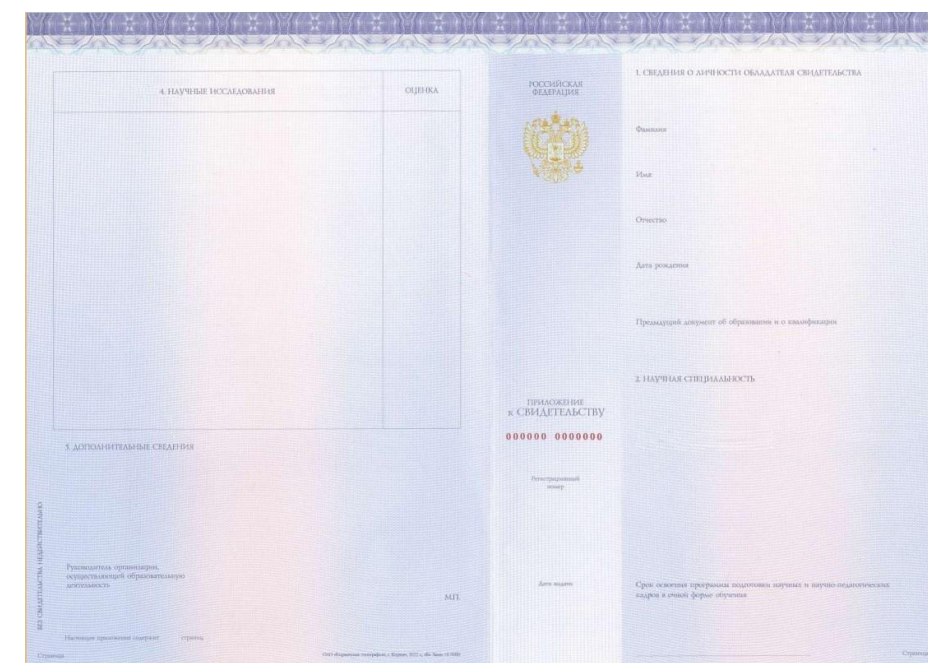 4. НАУЧНЫЕ ИССЛЕДОВАНИЯ
ОЦЕНКА
5. ДОПОЛНИТЕЛЬНЫЕ СВЕДЕНИЯ
Руководитель организации,
осуществляющей образовательную
деятельность
М.П.
Настоящее приложение содержит страниц
Страница
БЕЗ СВИДЕТЕЛЬСТВА НЕДЕЙСТВИТЕЛЬНО
РОССИЙСКАЯ
ФЕДЕРАЦИЯ
ПРИЛОЖЕНИЕ
к СВИДЕТЕЛЬСТВУ
000000 0000000
Регистрационный
номер
Дата выдачи
1. СВЕДЕНИЯ О ЛИЧНОСТИ ОБЛАДАТЕЛЯ СВИДЕТЕЛЬСТВА
Фамилия
Имя
Отчество
Дата рождения
Предыдущий документ об образовании и о квалификации
2. НАУЧНАЯ СПЕЦИАЛЬНОСТЬ
Срок освоения программы подготовки научных и научно-педагогических
кадров в очной форме обучения
Страница